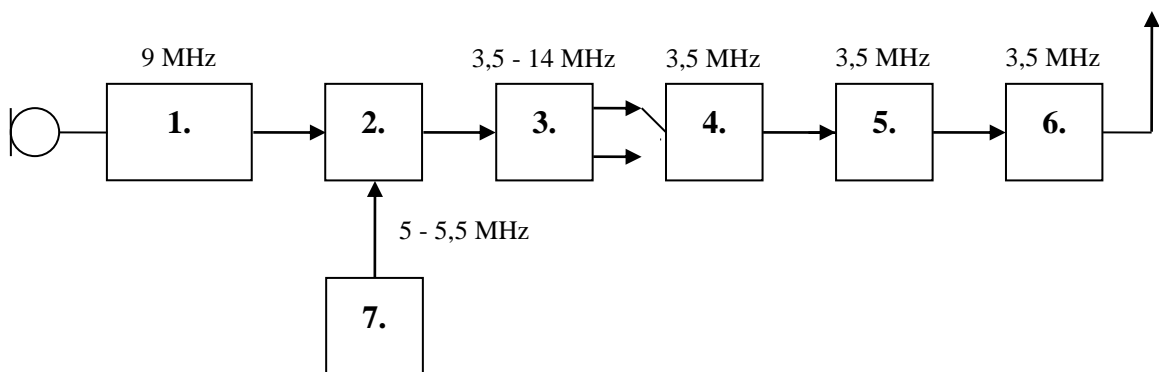 9 MHz
3,5 - 14 MHz
3,5 MHz
3,5 MHz
3,5 MHz
1.
2.
3.
4.
5.
6.
5 - 5,5 MHz
7.